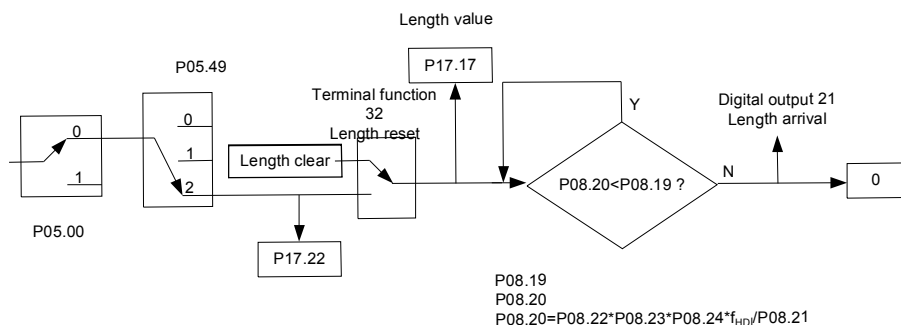 Length value
P17.17
P05.49
Terminal function
32
Length reset
Y
Digital output 21
Length arrival
0
0
1
1
2
Length clear
P08.20<P08.19 ?
N
0
P05.00
P17.22
P08.19
P08.20
P08.20=P08.22*P08.23*P08.24*fHDI/P08.21